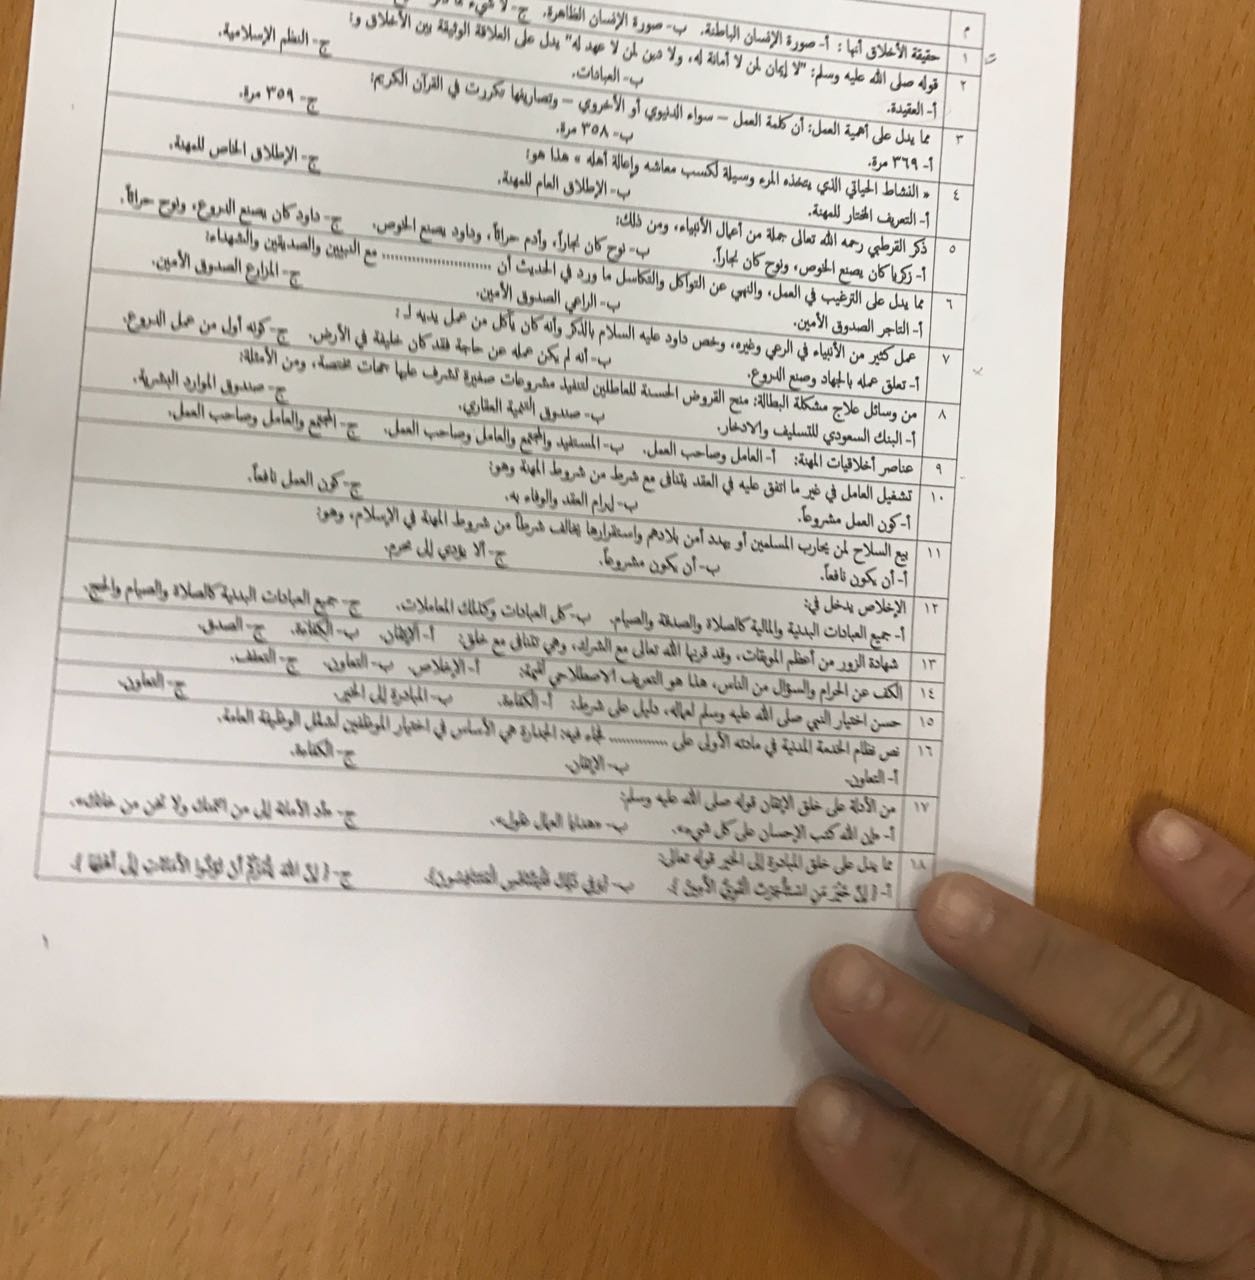 م
١ حقيقة الأخلاق أنها: أ- صورة الإنسان الباطنة. ب- صورة الإنسان الظاهرة. ج- لا شيء
٢ قوله صلى الله عليه وسلم: "لا إيمان لمن لا أمانة له، ولا دين لمن لا عهد له" يدل على العلاقة الوثيقة بين الأخلاق و:
أ- العقيدة. ب- العبادات. ج- النظم الإسلامية.
٣ مما يدل على أهمية العمل: أن كلمة العمل – سواء الدنيوي أو الأخروي – وتصاريفها تكررت في القرآن الكريم:
أ- ٣٦٩ مرة. ب- ٣٥٨ مرة. ج- ٣٥٩ مرة.
٤ « النشاط الحياتي الذي يتخذه المرء وسيلة لكسب معاشه وإعالة أهله » هذا هو:
أ- التعريف المختار للمهنة. ب- الإطلاق العام للمهنة. ج- الإطلاق الخاص للمهنة.
٥ ذكر القرطبي رحمه الله تعالى جملة من أعمال الأنبياء، ومن ذلك:
أ- زكريا كان يصنع الخوص، ونوح كان نجاراً. ب- نوح كان نجاراً، وآدم حراثاً، وداود يصنع الخوص. ج- داود كان يصنع الدروع، ونوح حراثاً.
٦ مما يدل على الترغيب في العمل، والنهي عن التواكل والتكاسل ما ورد في الحديث أن ........................ مع النبيين والصديقين والشهداء:
أ- التاجر الصدوق الأمين. ب- الراعي الصدوق الأمين. ج- المزارع الصدوق الأمين.
٧ عمل كثير من الأنبياء في الرعي وغيره، وخص داود عليه السلام بالذكر وأنه كان يأكل من عمل يديه لـ:
أ- تعلق عمله بالجهاد وصنع الدروع. ب- أنه لم يكن عمله عن حاجة فقد كان خليفة في الأرض. ج- كونه أول من عمل الدروع.
٨ من وسائل علاج مشكلة البطالة: منح القروض الحسنة للعاطلين لتنفيذ مشروعات صغيرة تشرف عليها جهات مختصة، ومن الأمثلة:
أ- البنك السعودي للتسليف والادخار. ب- صندوق التنمية العقاري. ج- صندوق الموارد البشرية.
٩ عناصر أخلاقيات المهنة: أ- العامل وصاحب العمل. ب- المستفيد والمجتمع والعامل وصاحب العمل. ج- المجتمع والعامل وصاحب العمل.
١٠ تشغيل العامل في غير ما اتفق عليه في العقد يتنافى مع شرط من شروط المهنة وهو:
أ- كون العمل مشروعاً. ب- إبرام العقد والوفاء به. ج- كون العمل نافعاً.
١١ بيع السلاح لمن يحارب المسلمين أو يهدد أمن بلادهم واستقرارها يخالف شرطاً من شروط المهنة في الإسلام، وهو:
أ- أن يكون نافعاً. ب- أن يكون مشروعاً. ج- ألا يؤدي إلى محرم.
١٢ الإخلاص يدخل في:
أ- جميع العبادات البدنية والمالية كالصلاة والصدقة والصيام. ب- كل العبادات وكذلك المعاملات. ج- جميع العبادات البدنية كالصلاة والصيام والحج.
١٣ شهادة الزور من أعظم الموبقات، وقد قرنها الله تعالى مع الشرك، وهي تتنافى مع خلق: أ- الإتقان. ب- الكفاءة. ج- الصدق.
١٤ الكف عن الحرام والسؤال من الناس، هذا هو التعريف الاصطلاحي لقيمة: أ- الإخلاص. ب- التعاون. ج- التعفف.
١٥ حسن اختيار النبي صلى الله عليه وسلم لعماله، دليل على شرط: أ- الكفاءة. ب- المبادرة إلى الخير. ج- التعاون.
١٦ نص نظام الخدمة المدنية في مادته الأولى على ............. فجاء فيه: الجدارة هي الأساس في اختيار الموظفين لشغل الوظيفة العامة.
أ- التعاون. ب- الإتقان. ج- الكفاءة.
١٧ من الأدلة على خلق الإتقان قوله صلى الله عليه وسلم:
أ- «إن الله كتب الإحسان على كل شيء». ب- «هدايا العمال غلول». ج- «أد الأمانة إلى من ائتمنك ولا تخن من خانك».
١٨ مما يدل على خلق المبادرة إلى الخير قوله تعالى:
أ- { إن خير من استأجرت القوي الأمين }. ب- {وفي ذلك فليتنافس المتنافسون}. ج- { إن الله يأمركم أن تؤدوا الأمانات إلى أهلها }.
١